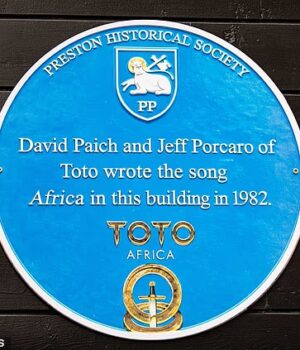 PRESTON HISTORICAL SOCIETY
PP
David Paich and Jeff Porcaro of
Toto wrote the song
Africa in this building in 1982.
TOTO
AFRICA